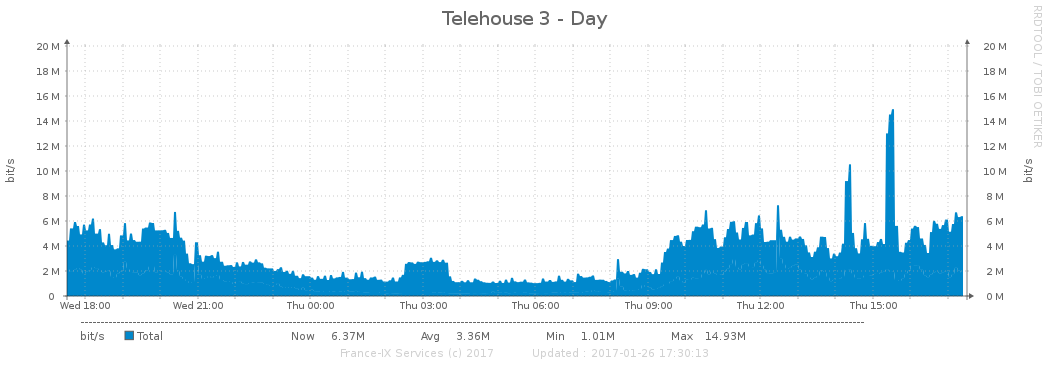 Telehouse 3 - Day
RRDTOOL / TOBI OETIKER
bit/s
20 M 20 M
18 M 18 M
16 M 16 M
14 M 14 M
12 M 12 M
10 M 10 M
8 M 8 M
6 M 6 M
4 M 4 M
2 M 2 M
0 0 M
bit/s
Wed 18:00 Wed 21:00 Thu 00:00 Thu 03:00 Thu 06:00 Thu 09:00 Thu 12:00 Thu 15:00
bit/s Total Now 6.37M Avg 3.36M Min 1.01M Max 14.93M
France-IX Services (c) 2017 Updated : 2017-01-26 17:30:13